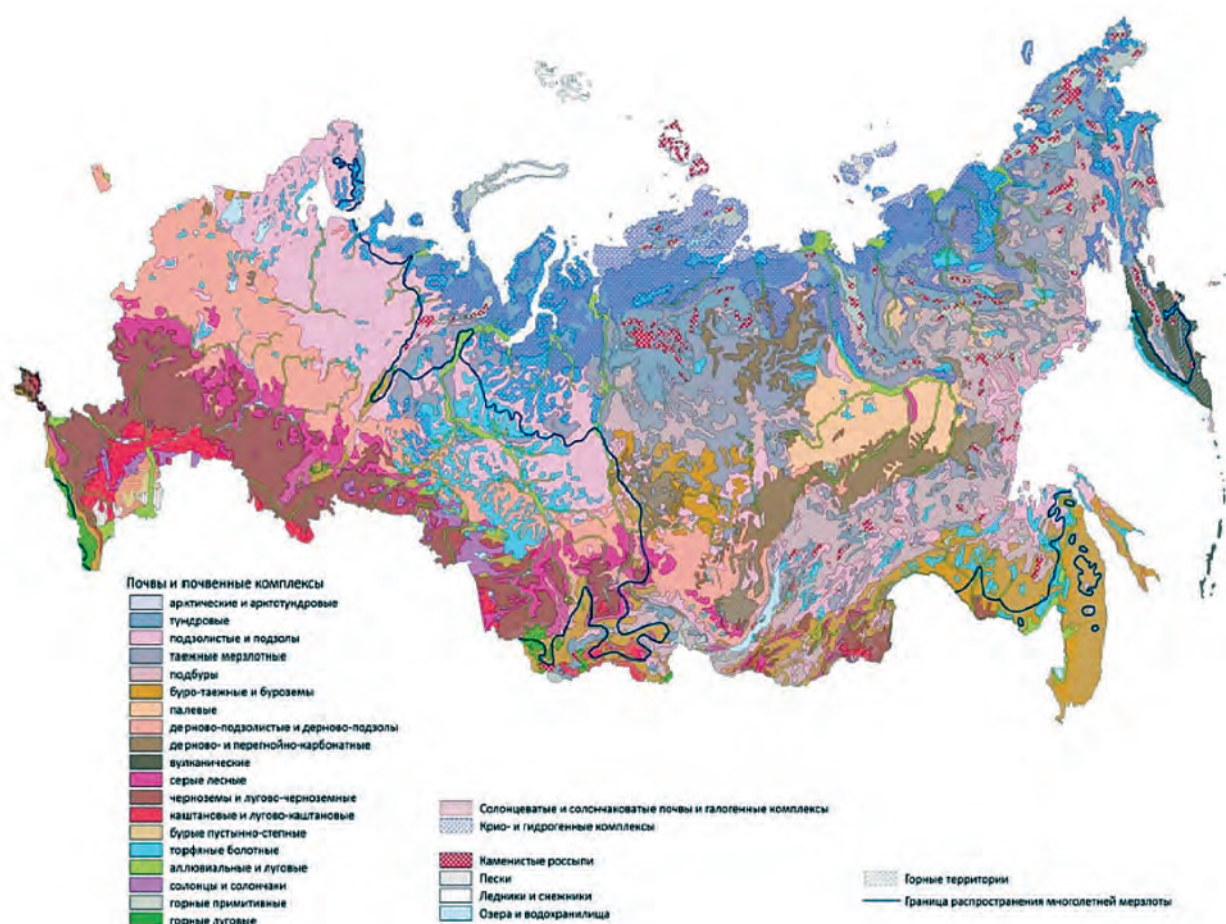 Почвы и почвенные комплексы
арктические и арктотундровые
тундровые
подзолистые и подзолы
таежные мерзлотные
подбуры
буро-таежные и буроземы
палевые
дерново-подзолистые и дерново-подзолы
дерново- и перегнойно-карбонатные
вулканические
серые лесные
черноземы и лугово-черноземные
каштановые и лугово-каштановые
бурые пустынно-степные
торфяные болотные
аллювиальные и луговые
солонцы и солончаки
горные примитивные
горные луговые
Солонцеватые и солончаковатые почвы и галогенные комплексы
Крио- и гидрогенные комплексы
Каменистые россыпи
Пески
Ледники и снежники
Озера и водохранилища
Горные территории
Граница распространения многолетней мерзлоты